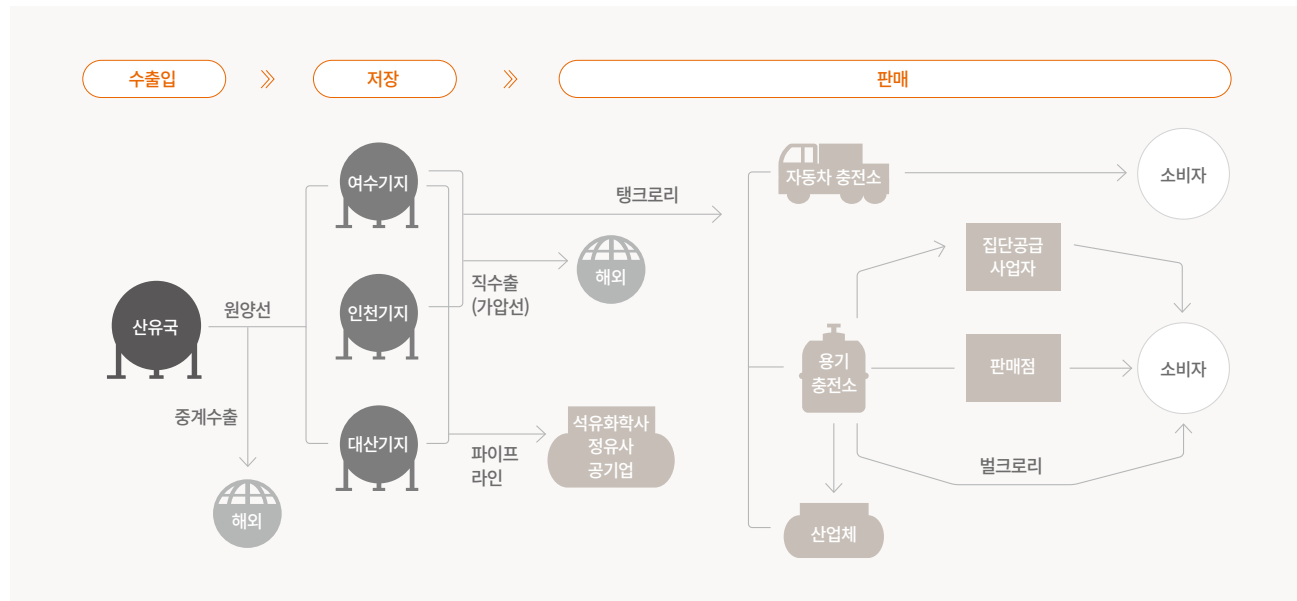 수출입
저장
판매
여수기지
탱크로리
자동차 충전소
소비자
집단공급
사업자
해외
직수출
(가압선)
산유국
원양선
인천기지
용기
충전소
판매점
소비자
중계수출
대산기지
파이프
라인
석유화학사
정유사
공기업
벌크로리
해외
산업체